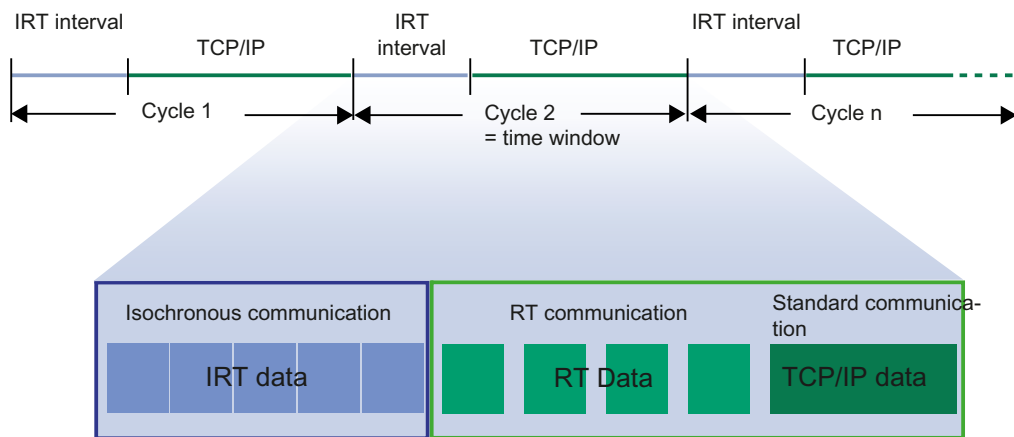 IRT interval
TCP/IP
IRT
interval
TCP/IP
IRT interval
TCP/IP
Cycle 1
Cycle 2
= time window
Cycle n
Isochronous communication
RT communication
Standard communica-
tion
IRT data
RT Data
TCP/IP data